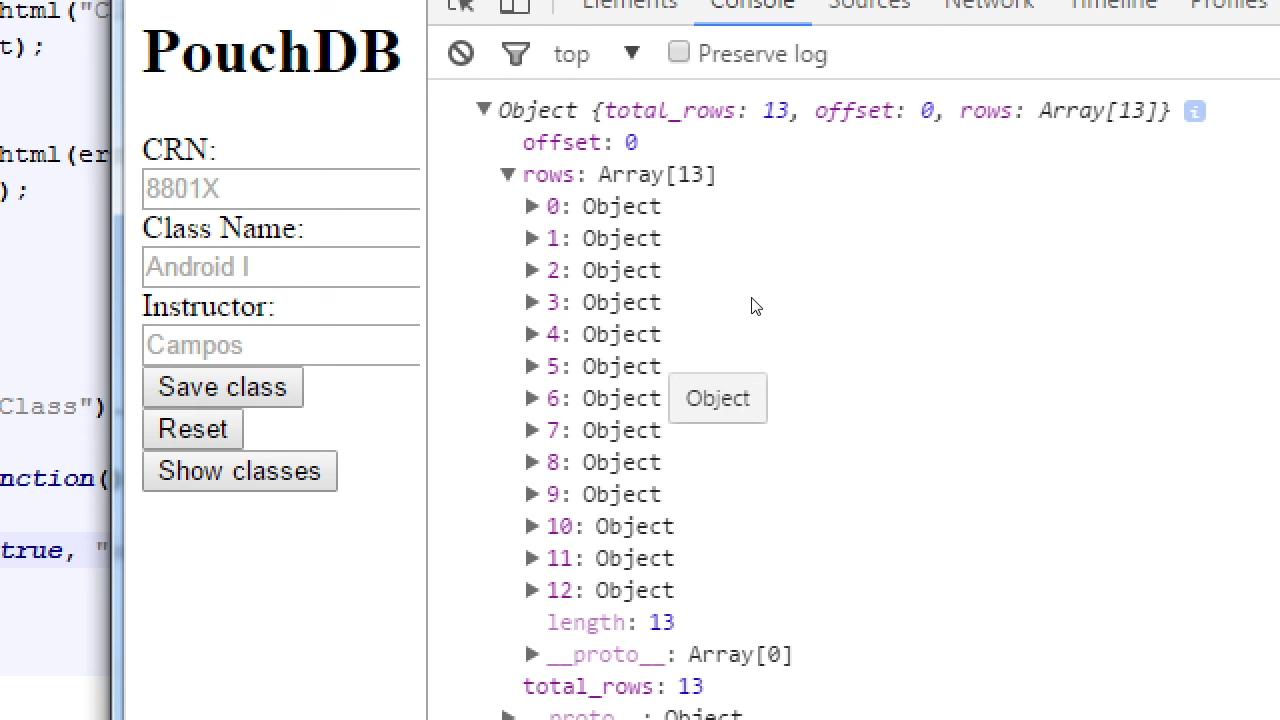 html("C
t);
html(er
);
Class")
nction(
true, "
PouchDB
CRN:
8801X
Class Name:
Android I
Instructor:
Campos
Save class
Reset
Show classes
Elements Console Sources Network Timeline Profiles
top ▼ Preserve log
▼ Object {total_rows: 13, offset: 0, rows: Array[13]} i
offset: 0
▼ rows: Array[13]
▶ 0: Object
▶ 1: Object
▶ 2: Object
▶ 3: Object
▶ 4: Object
▶ 5: Object
▶ 6: Object
Object
▶ 7: Object
▶ 8: Object
▶ 9: Object
▶ 10: Object
▶ 11: Object
▶ 12: Object
length: 13
▶ __proto__: Array[0]
total_rows: 13
▶ __proto__: Object